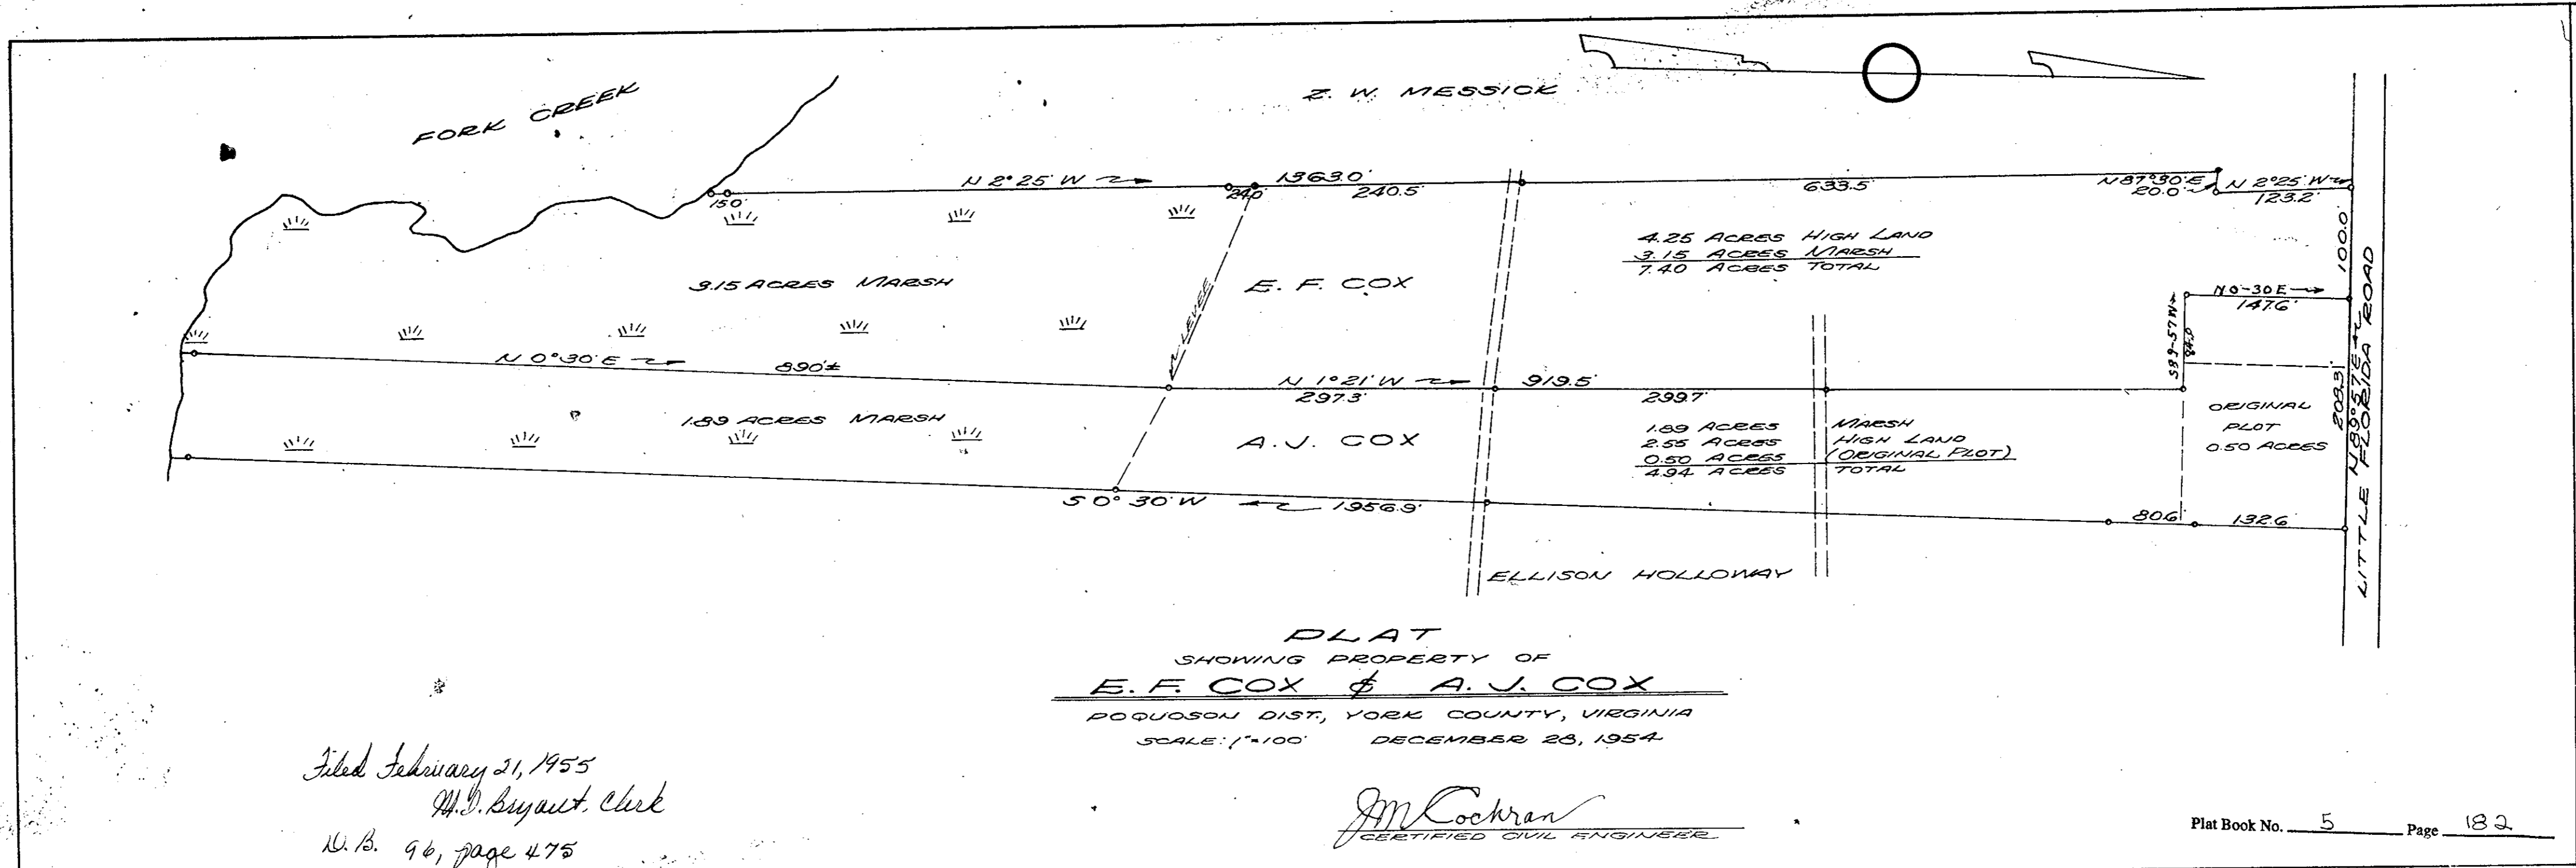 FORK CREEK
Z. W. MESSICK
N 2° 25' W
1363.0'
15.0'
24.0'
240.5'
633.5'
N 87° 30' E
20.0'
N 2° 25' W
123.2'
100.0'
4.25 ACRES HIGH LAND
3.15 ACRES MARSH
7.40 ACRES TOTAL
3.15 ACRES MARSH
LEVEE
E. F. COX
N 0-30 E
147.6'
S 89-57 W
84.0
N 0° 30' E
890'±
N 1° 21' W
919.5'
297.3'
299.7'
1.89 ACRES MARSH
A. J. COX
1.89 ACRES MARSH
2.55 ACRES HIGH LAND
0.50 ACRES (ORIGINAL PLOT)
4.94 ACRES TOTAL
ORIGINAL
PLOT
0.50 ACRES
208.3'
N 89° 57' E
LITTLE FLORIDA ROAD
S 0° 30' W
1956.9'
80.6'
132.6'
ELLISON HOLLOWAY
PLAT
SHOWING PROPERTY OF
E. F. COX & A. J. COX
POQUOSON DIST., YORK COUNTY, VIRGINIA
SCALE: 1"=100' DECEMBER 28, 1954
Filed February 21, 1955
M.D. Bryant, Clerk
D. B. 96, page 475
JM Cochran
CERTIFIED CIVIL ENGINEER
Plat Book No. 5 Page 182